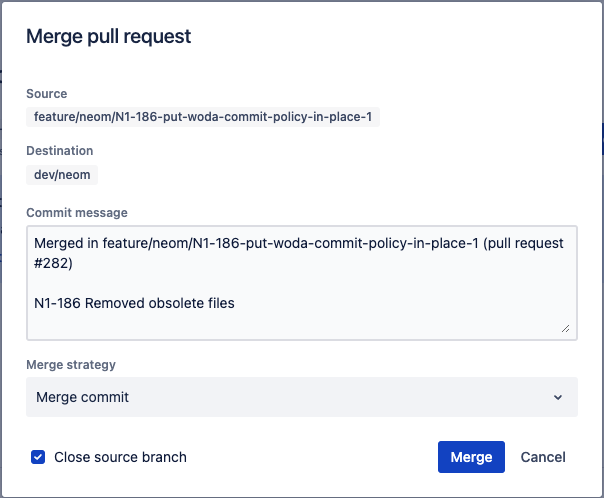 Merge pull request
Source
feature/neom/N1-186-put-woda-commit-policy-in-place-1
Destination
dev/neom
Commit message
Merged in feature/neom/N1-186-put-woda-commit-policy-in-place-1 (pull request
#282)
N1-186 Removed obsolete files
Merge strategy
Merge commit
Close source branch
Merge
Cancel